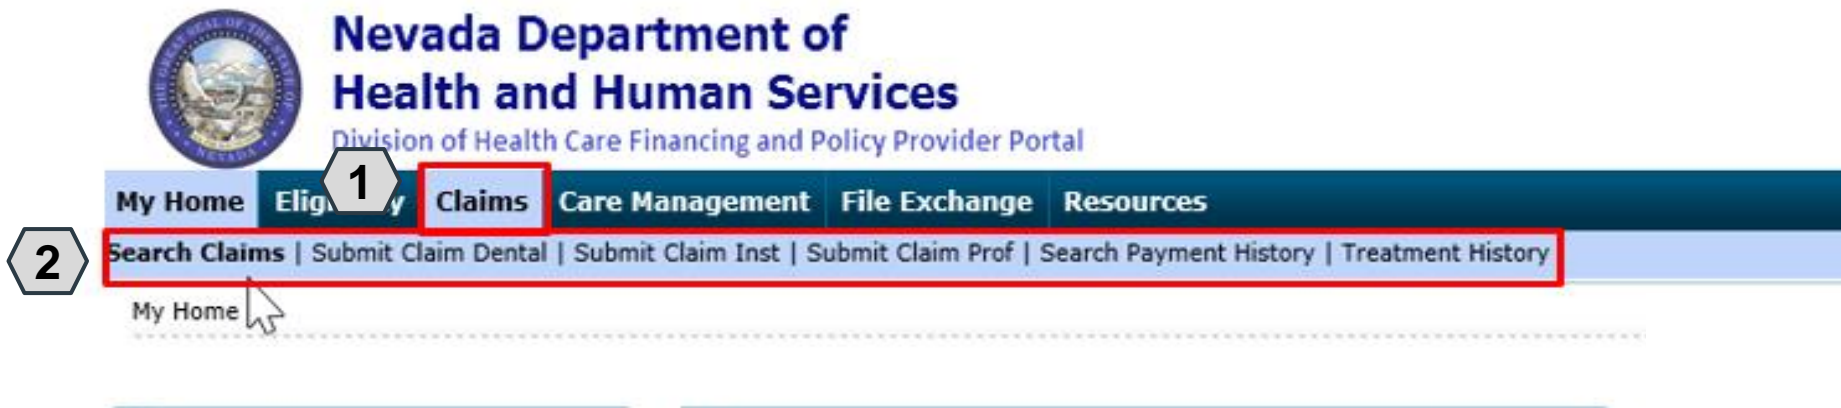 Nevada Department of
Health and Human Services
Division of Health Care Financing and Policy Provider Portal
1
My Home Claims Care Management File Exchange Resources
2
Search Claims | Submit Claim Dental | Submit Claim Inst | Submit Claim Prof | Search Payment History | Treatment History
My Home